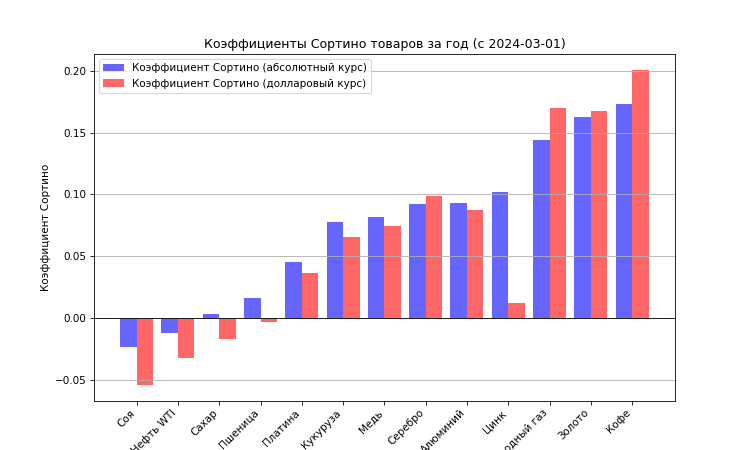 Коэффициенты Сортино товаров за год (с 2024-03-01)
Коэффициент Сортино (абсолютный курс)
Коэффициент Сортино (долларовый курс)
Коэффициент Сортино
0.20
0.15
0.10
0.05
0.00
−0.05
Соя
Нефть WTI
Сахар
Пшеница
Платина
Кукуруза
Медь
Серебро
Алюминий
Цинк
газ
Золото
Кофе